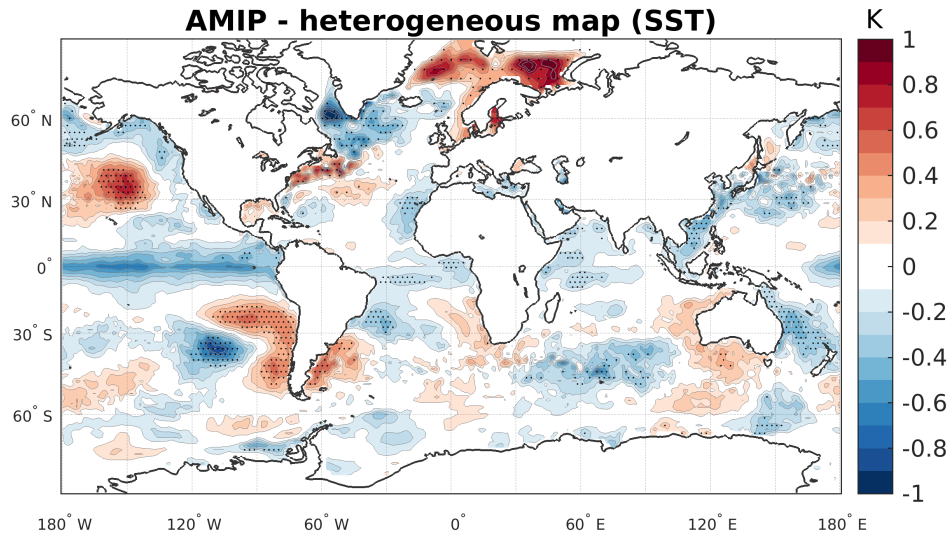 AMIP - heterogeneous map (SST)
K
1
0.8
0.6
0.4
0.2
0
-0.2
-0.4
-0.6
-0.8
-1
60° N
30° N
0°
30° S
60° S
180° W
120° W
60° W
0°
60° E
120° E
180° E